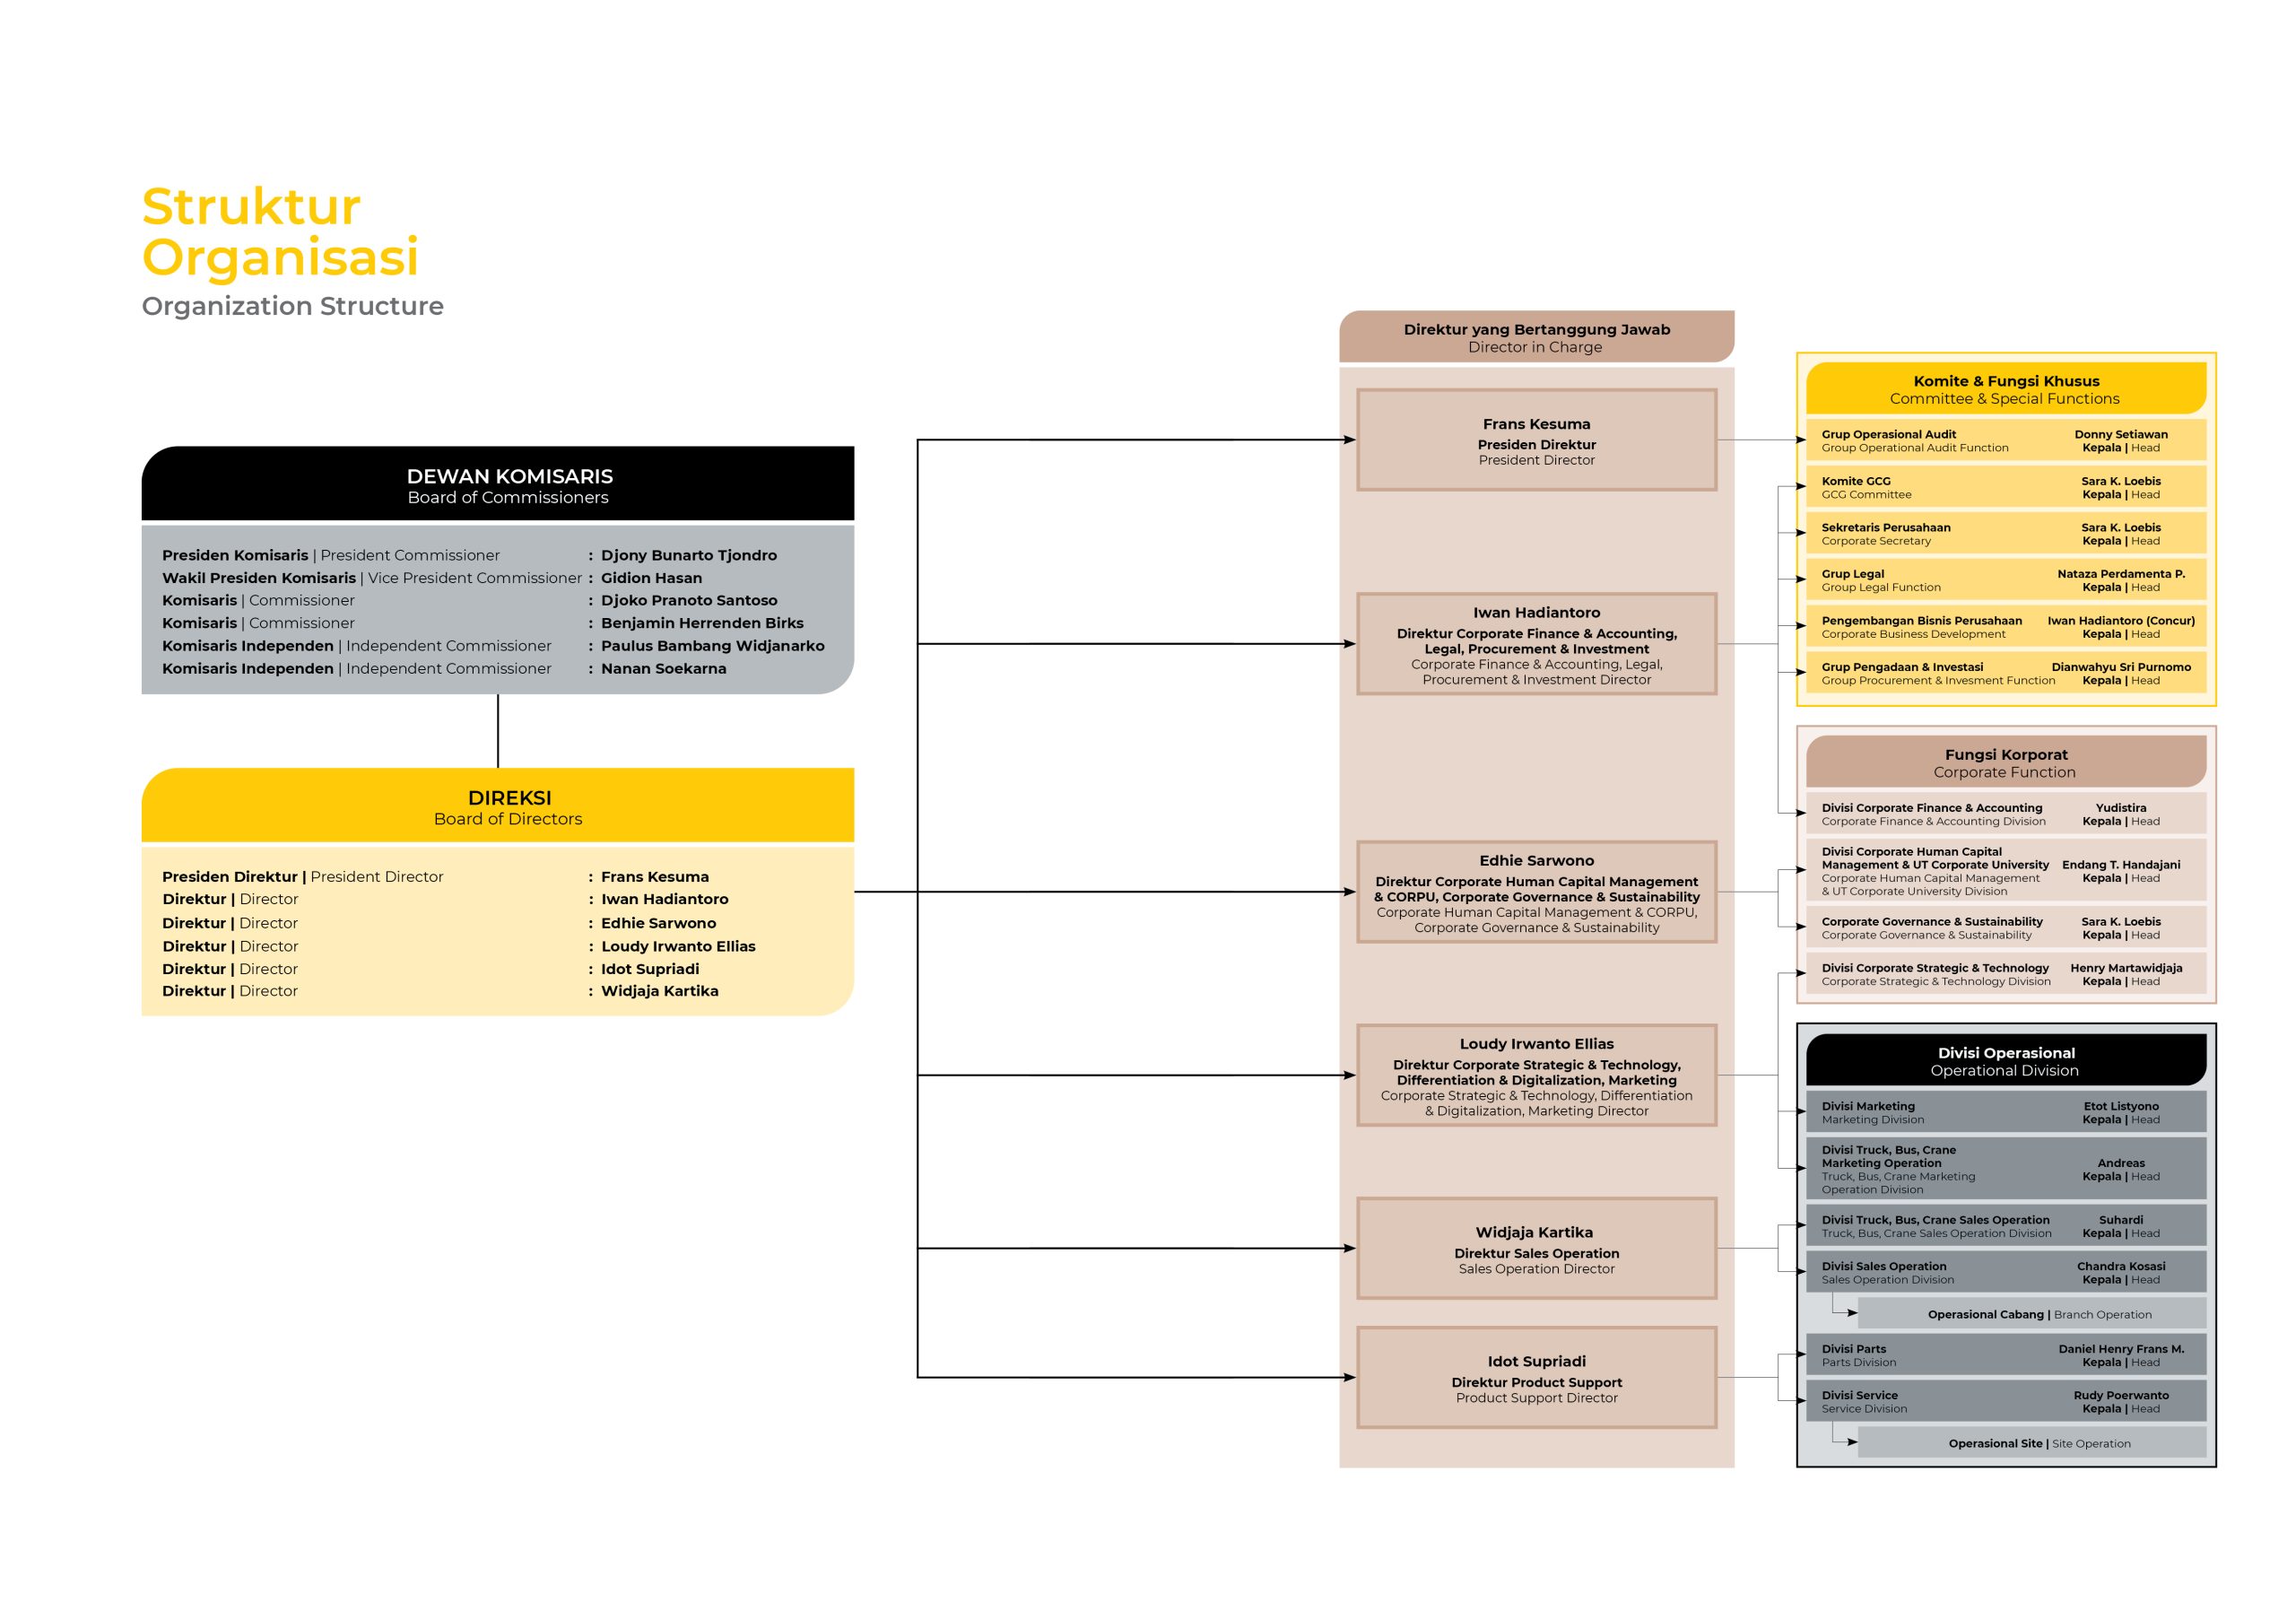 Struktur
Organisasi
Organization Structure
DEWAN KOMISARIS
Board of Commissioners
Presiden Komisaris | President Commissioner : Djony Bunarto Tjondro
Wakil Presiden Komisaris | Vice President Commissioner : Gidion Hasan
Komisaris | Commissioner : Djoko Pranoto Santoso
Komisaris | Commissioner : Benjamin Herrenden Birks
Komisaris Independen | Independent Commissioner : Paulus Bambang Widjanarko
Komisaris Independen | Independent Commissioner : Nanan Soekarna
DIREKSI
Board of Directors
Presiden Direktur | President Director : Frans Kesuma
Direktur | Director : Iwan Hadiantoro
Direktur | Director : Edhie Sarwono
Direktur | Director : Loudy Irwanto Ellias
Direktur | Director : Idot Supriadi
Direktur | Director : Widjaja Kartika
Direktur yang Bertanggung Jawab
Director in Charge
Frans Kesuma
Presiden Direktur
President Director
Iwan Hadiantoro
Direktur Corporate Finance & Accounting,
Legal, Procurement & Investment
Corporate Finance & Accounting, Legal,
Procurement & Investment Director
Edhie Sarwono
Direktur Corporate Human Capital Management
& CORPU, Corporate Governance & Sustainability
Corporate Human Capital Management & CORPU,
Corporate Governance & Sustainability
Loudy Irwanto Ellias
Direktur Corporate Strategic & Technology,
Differentiation & Digitalization, Marketing
Corporate Strategic & Technology, Differentiation
& Digitalization, Marketing Director
Widjaja Kartika
Direktur Sales Operation
Sales Operation Director
Idot Supriadi
Direktur Product Support
Product Support Director
Komite & Fungsi Khusus
Committee & Special Functions
Grup Operasional Audit Donny Setiawan
Group Operational Audit Function Kepala | Head
Komite GCG Sara K. Loebis
GCG Committee Kepala | Head
Sekretaris Perusahaan Sara K. Loebis
Corporate Secretary Kepala | Head
Grup Legal Nataza Perdamenta P.
Group Legal Function Kepala | Head
Pengembangan Bisnis Perusahaan Iwan Hadiantoro (Concur)
Corporate Business Development Kepala | Head
Grup Pengadaan & Investasi Dianwahyu Sri Purnomo
Group Procurement & Invesment Function Kepala | Head
Fungsi Korporat
Corporate Function
Divisi Corporate Finance & Accounting Yudistira
Corporate Finance & Accounting Division Kepala | Head
Divisi Corporate Human Capital
Management & UT Corporate University Endang T. Handajani
Corporate Human Capital Management Kepala | Head
& UT Corporate University Division
Corporate Governance & Sustainability Sara K. Loebis
Corporate Governance & Sustainability Kepala | Head
Divisi Corporate Strategic & Technology Henry Martawidjaja
Corporate Strategic & Technology Division Kepala | Head
Divisi Operasional
Operational Division
Divisi Marketing Etot Listyono
Marketing Division Kepala | Head
Divisi Truck, Bus, Crane
Marketing Operation Andreas
Truck, Bus, Crane Marketing Kepala | Head
Operation Division
Divisi Truck, Bus, Crane Sales Operation Suhardi
Truck, Bus, Crane Sales Operation Division Kepala | Head
Divisi Sales Operation Chandra Kosasi
Sales Operation Division Kepala | Head
Operasional Cabang | Branch Operation
Divisi Parts Daniel Henry Frans M.
Parts Division Kepala | Head
Divisi Service Rudy Poerwanto
Service Division Kepala | Head
Operasional Site | Site Operation